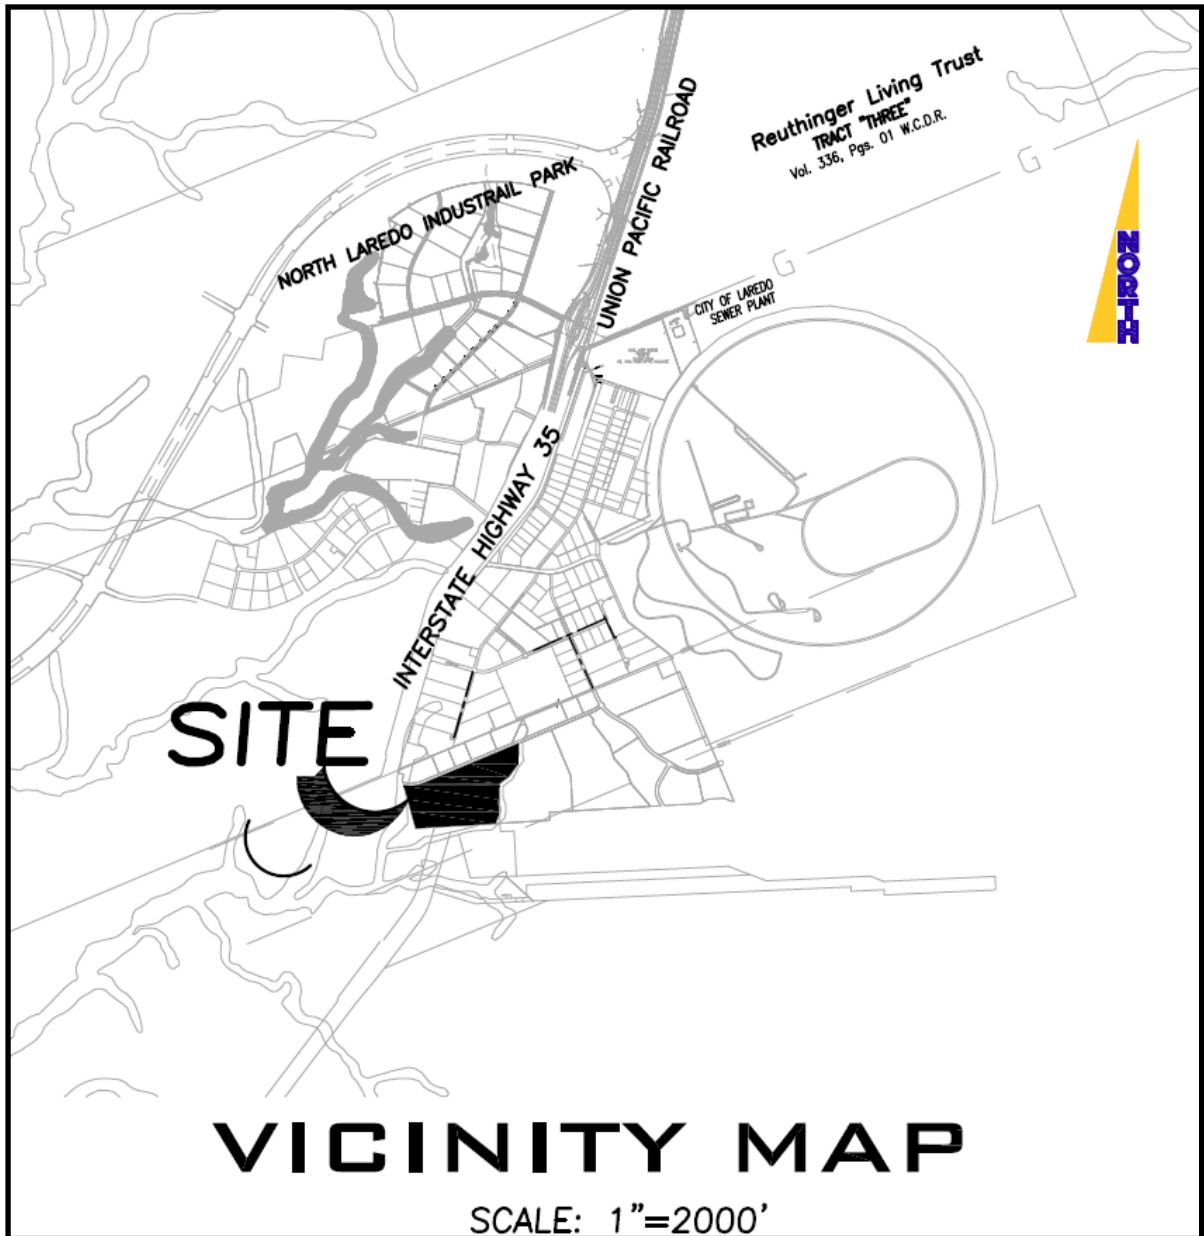 Reuthinger Living Trust
TRACT "THREE"
Vol. 336, Pgs. 01 W.C.D.R.
G
UNION PACIFIC RAILROAD
NORTH LAREDO INDUSTRAIL PARK
NORTH
G
CITY OF LAREDO
SEWER PLANT
INTERSTATE HIGHWAY 35
SITE
VICINITY MAP
SCALE: 1"=2000'